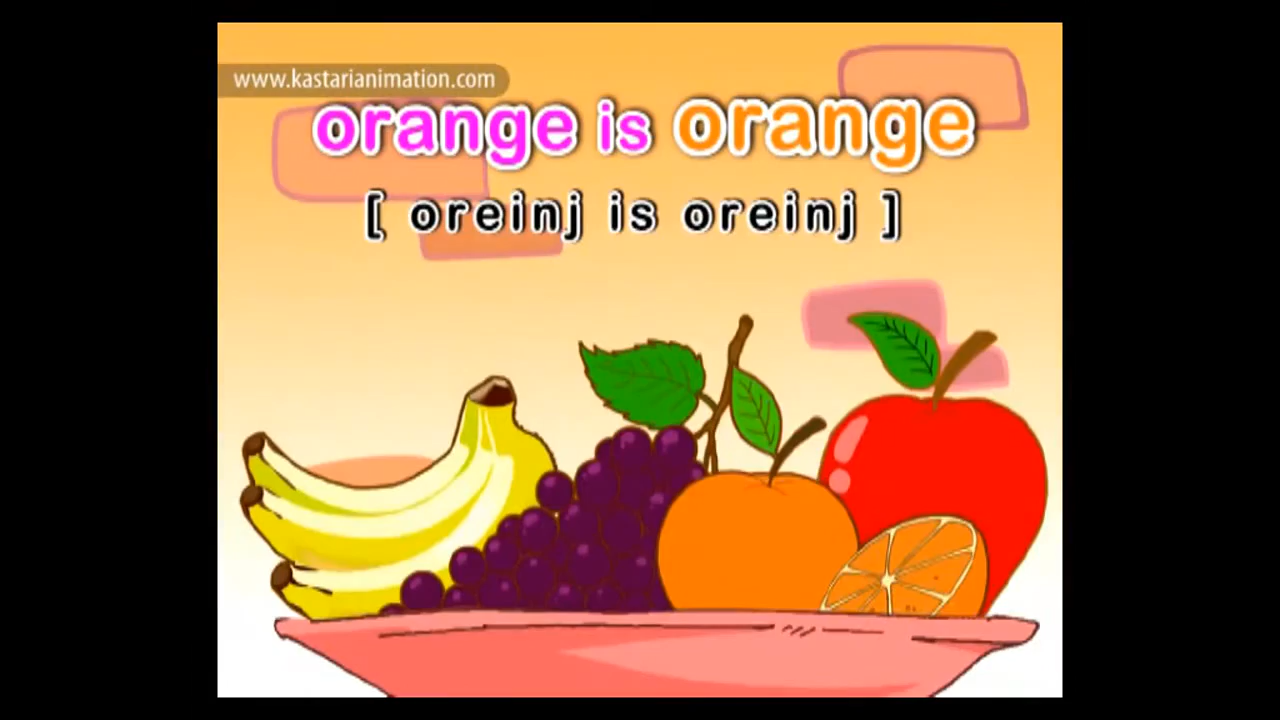 www.kastarianimation.com
orange is orange
[ oreinj is oreinj ]